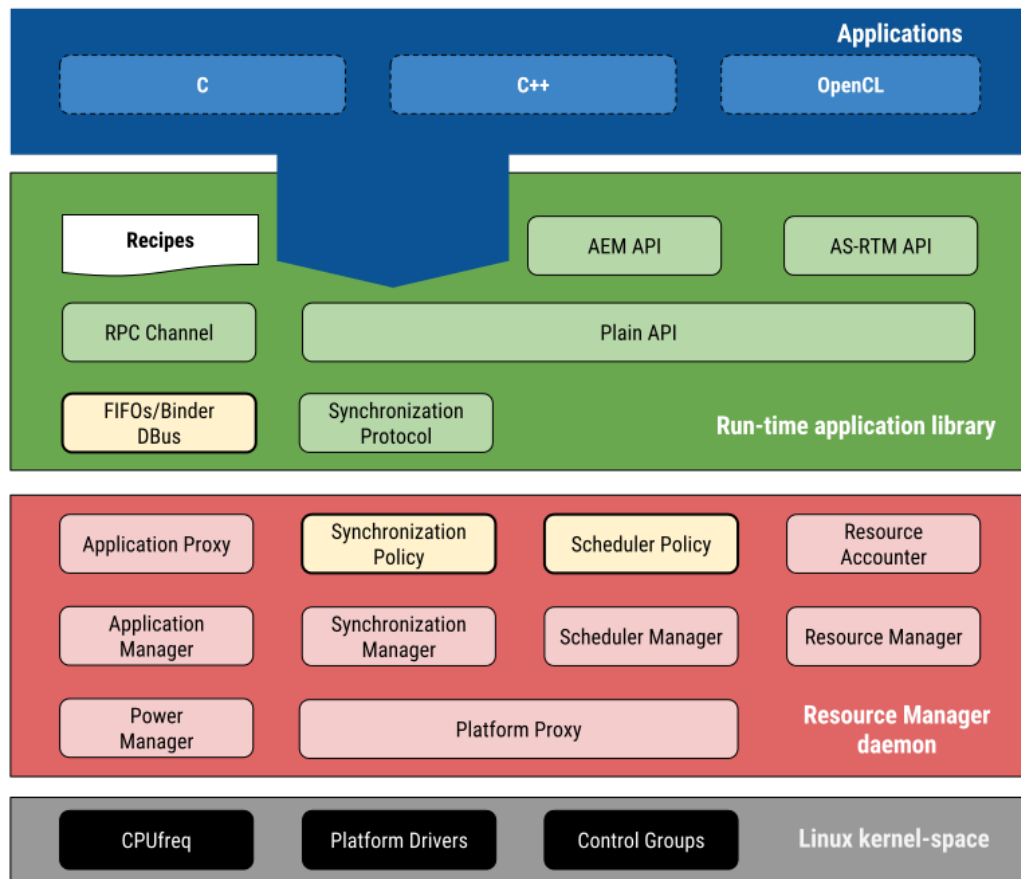 Applications
C
C++
OpenCL
Recipes
AEM API
AS-RTM API
RPC Channel
Plain API
FIFOs/Binder
DBus
Synchronization
Protocol
Run-time application library
Application Proxy
Synchronization
Policy
Scheduler Policy
Resource
Accounter
Application
Manager
Synchronization
Manager
Scheduler Manager
Resource Manager
Power
Manager
Platform Proxy
Resource Manager
daemon
CPUfreq
Platform Drivers
Control Groups
Linux kernel-space